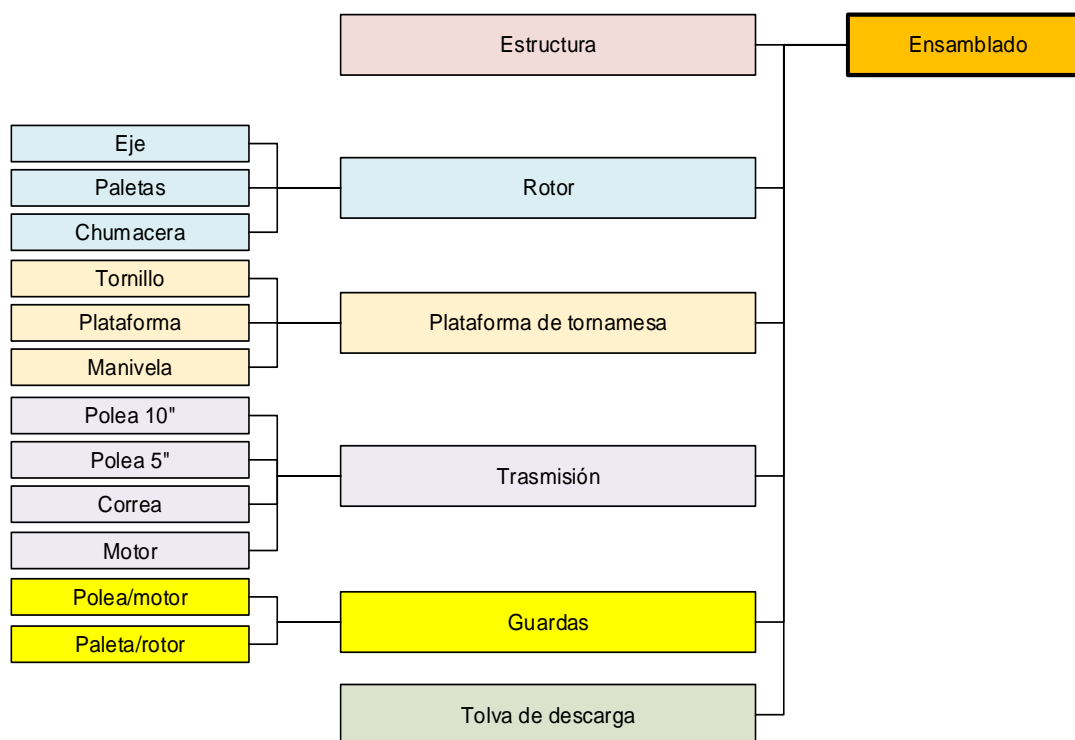 Estructura
Ensamblado
Eje
Paletas
Chumacera
Rotor
Tornillo
Plataforma
Manivela
Plataforma de tornamesa
Polea 10"
Polea 5"
Correa
Motor
Trasmisión
Polea/motor
Paleta/rotor
Guardas
Tolva de descarga